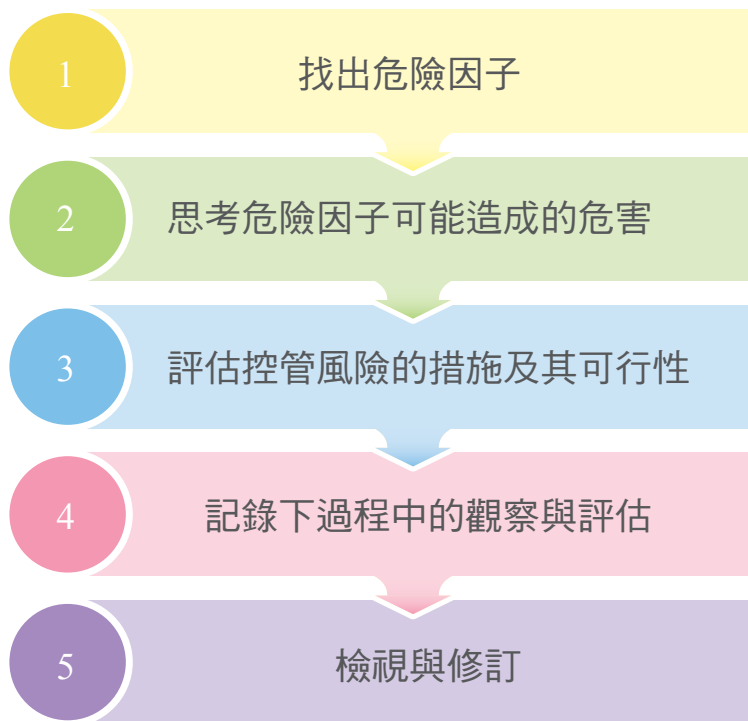 1
找出危險因子
2
思考危險因子可能造成的危害
3
評估控管風險的措施及其可行性
4
記錄下過程中的觀察與評估
5
檢視與修訂